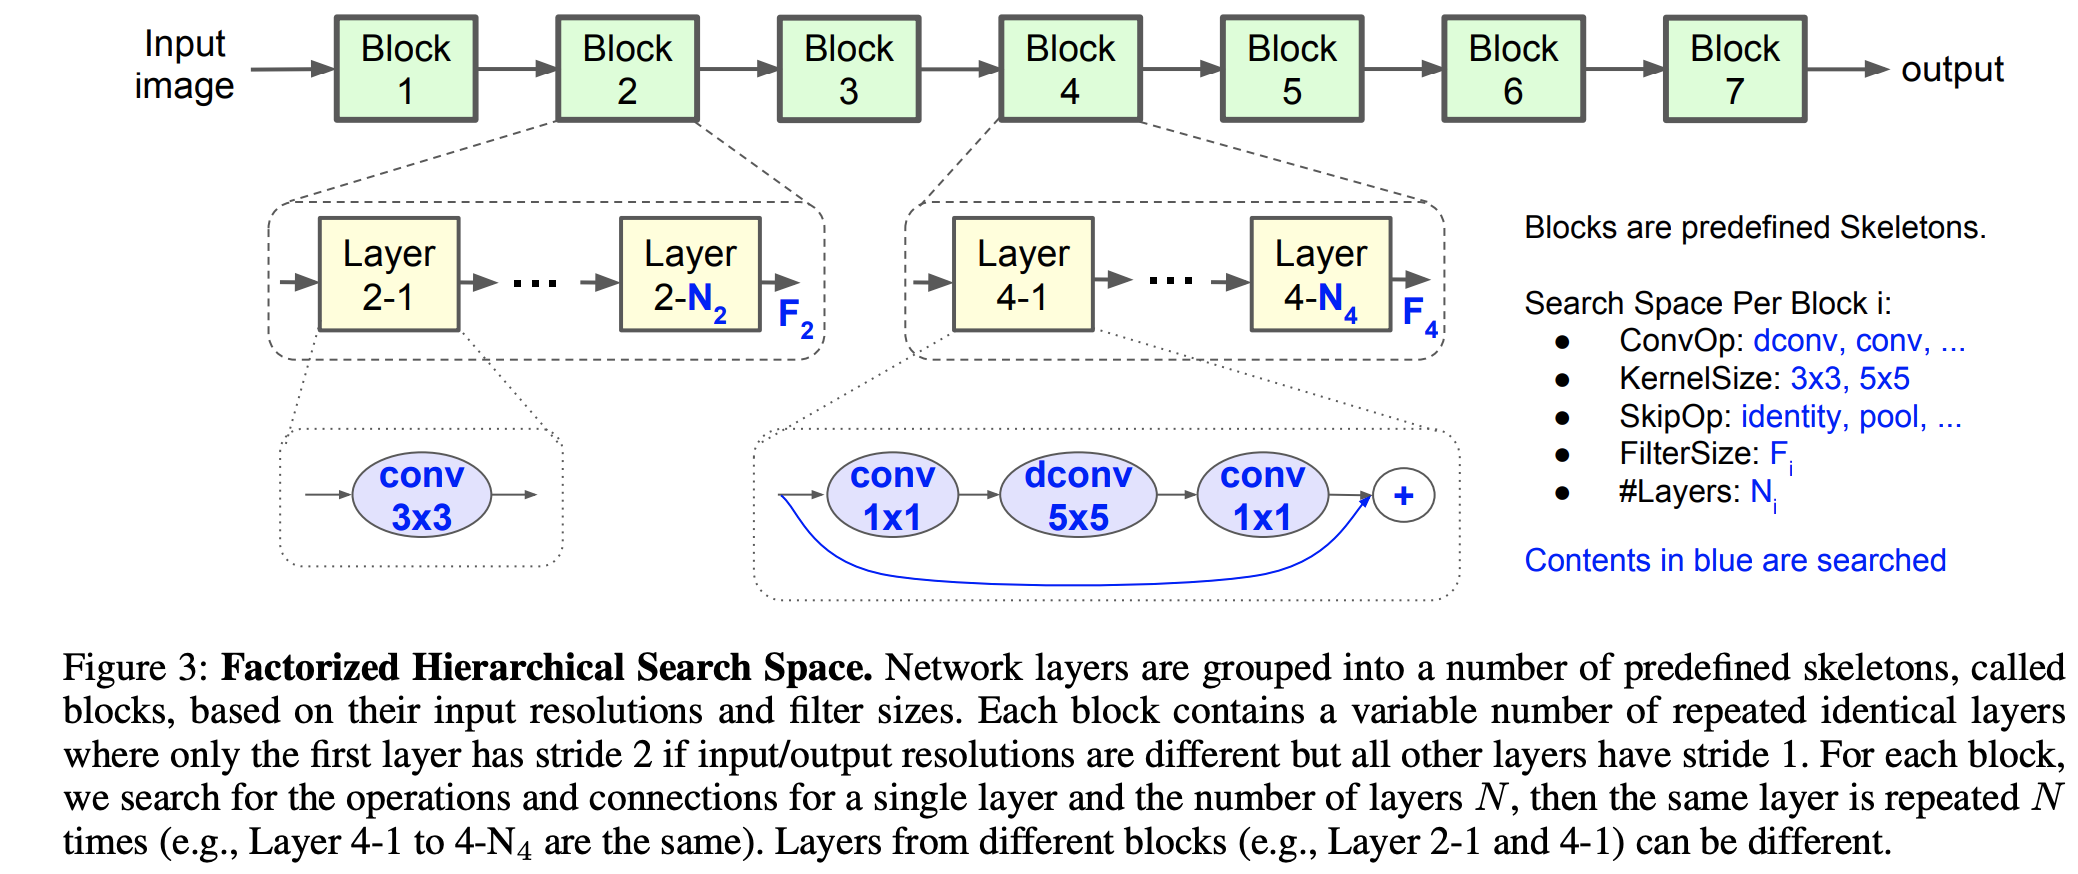 Input
image
Block
1
Block
2
Block
3
Block
4
Block
5
Block
6
Block
7
output
Layer
2-1
...
Layer
2-N2
F2
Layer
4-1
...
Layer
4-N4
F4
conv
3x3
conv
1x1
dconv
5x5
conv
1x1
+
Blocks are predefined Skeletons.
Search Space Per Block i:
● ConvOp: dconv, conv, ...
● KernelSize: 3x3, 5x5
● SkipOp: identity, pool, ...
● FilterSize: Fi
● #Layers: Ni
Contents in blue are searched
Figure 3: Factorized Hierarchical Search Space. Network layers are grouped into a number of predefined skeletons, called
blocks, based on their input resolutions and filter sizes. Each block contains a variable number of repeated identical layers
where only the first layer has stride 2 if input/output resolutions are different but all other layers have stride 1. For each block,
we search for the operations and connections for a single layer and the number of layers N, then the same layer is repeated N
times (e.g., Layer 4-1 to 4-N4 are the same). Layers from different blocks (e.g., Layer 2-1 and 4-1) can be different.